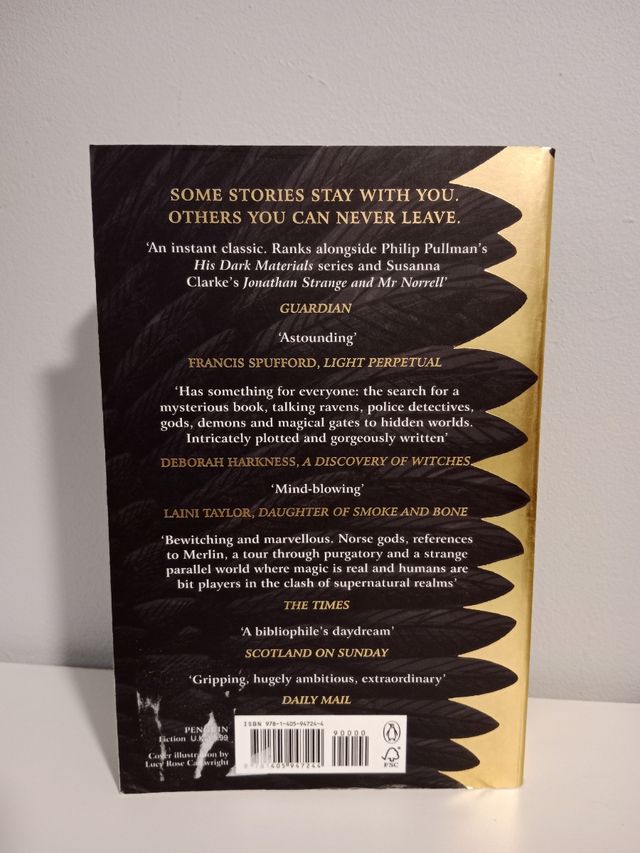 SOME STORIES STAY WITH YOU.
OTHERS YOU CAN NEVER LEAVE.
‘An instant classic. Ranks alongside Philip Pullman’s
His Dark Materials series and Susanna
Clarke’s Jonathan Strange and Mr Norrell’
GUARDIAN
‘Astounding’
FRANCIS SPUFFORD, LIGHT PERPETUAL
‘Has something for everyone: the search for a
mysterious book, talking ravens, police detectives,
gods, demons and magical gates to hidden worlds.
Intricately plotted and gorgeously written’
DEBORAH HARKNESS, A DISCOVERY OF WITCHES
‘Mind-blowing’
LAINI TAYLOR, DAUGHTER OF SMOKE AND BONE
‘Bewitching and marvellous. Norse gods, references
to Merlin, a tour through purgatory and a strange
parallel world where magic is real and humans are
bit players in the clash of supernatural realms’
THE TIMES
‘A bibliophile’s daydream’
SCOTLAND ON SUNDAY
‘Gripping, hugely ambitious, extraordinary’
DAILY MAIL
PENGUIN
Fiction U.K.
Cover illustration by
Lucy Rose Cartwright
ISBN 978-1-405-94724-4
90000
9781405947244
FSC